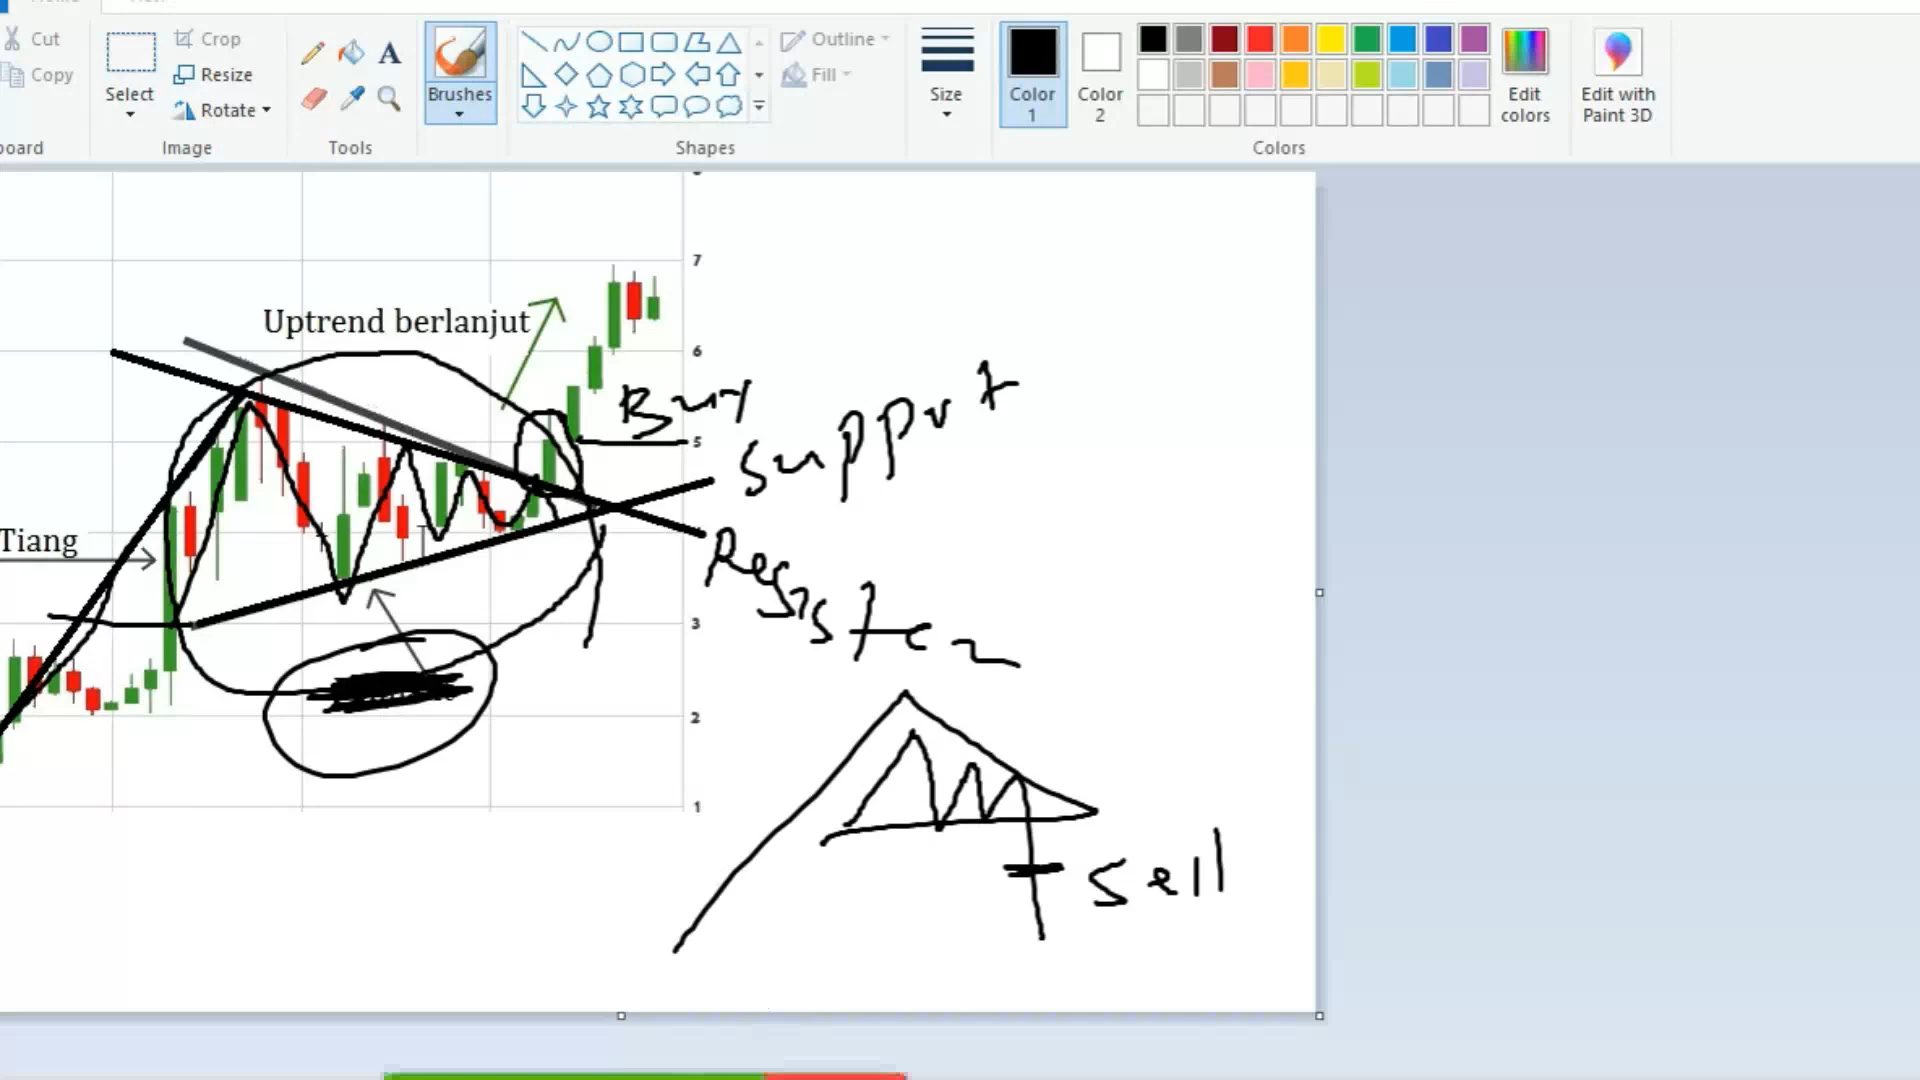 Cut
Copy
Select
Crop
Resize
Rotate
Brushes
Size
Outline
Fill
Color
1
Color
2
Edit
colors
Edit with
Paint 3D
board
Image
Tools
Shapes
Colors
7
Uptrend berlanjut
6
Buy
5
Support
Tiang
Resisten
3
2
1
Sell